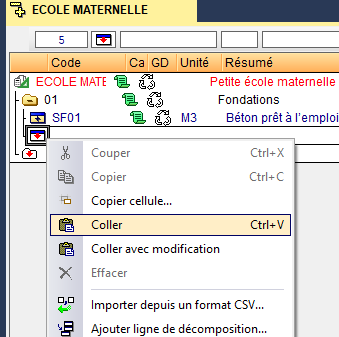 ECOLE MATERNELLE
5
Code Ca GD Unité Résumé
ECOLE MATE Petite école maternelle
01 Fondations
SF01 M3 Béton prêt à l'emploi
Couper Ctrl+X
Copier Ctrl+C
Copier cellule...
Coller Ctrl+V
Coller avec modification
Effacer
Importer depuis un format CSV...
Ajouter ligne de décomposition...